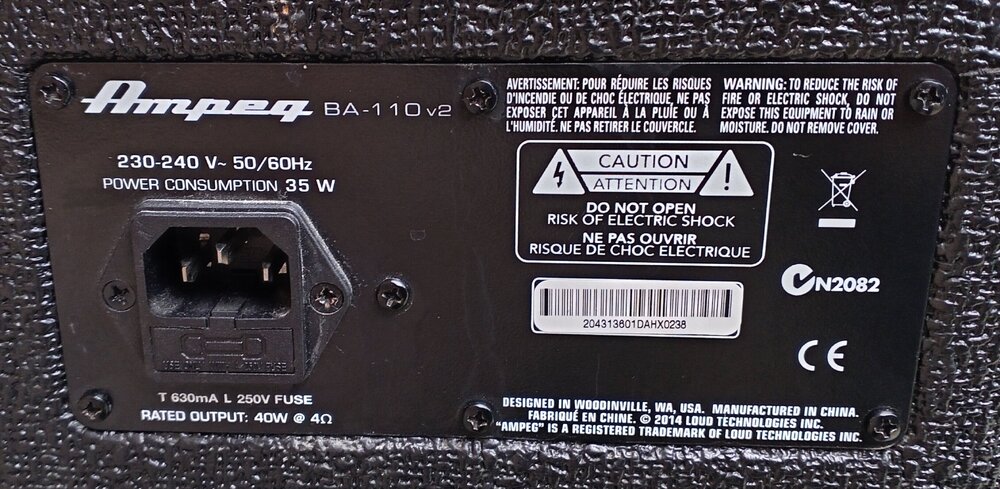 Ampeg BA-110 v2
230-240 V~ 50/60Hz
POWER CONSUMPTION 35 W
T 630mA L 250V FUSE
RATED OUTPUT: 40W @ 4Ω
AVERTISSEMENT: POUR RÉDUIRE LES RISQUES
D'INCENDIE OU DE CHOC ÉLECTRIQUE, NE PAS
EXPOSER CET APPAREIL À LA PLUIE OU À
L'HUMIDITÉ. NE PAS RETIRER LE COUVERCLE.
WARNING: TO REDUCE THE RISK OF
FIRE OR ELECTRIC SHOCK, DO NOT
EXPOSE THIS EQUIPMENT TO RAIN OR
MOISTURE. DO NOT REMOVE COVER.
CAUTION
ATTENTION
DO NOT OPEN
RISK OF ELECTRIC SHOCK
NE PAS OUVRIR
RISQUE DE CHOC ELECTRIQUE
204313601DAHX0238
N2082
CE
DESIGNED IN WOODINVILLE, WA, USA. MANUFACTURED IN CHINA.
FABRIQUÉ EN CHINE. © 2014 LOUD TECHNOLOGIES INC.
"AMPEG" IS A REGISTERED TRADEMARK OF LOUD TECHNOLOGIES INC.